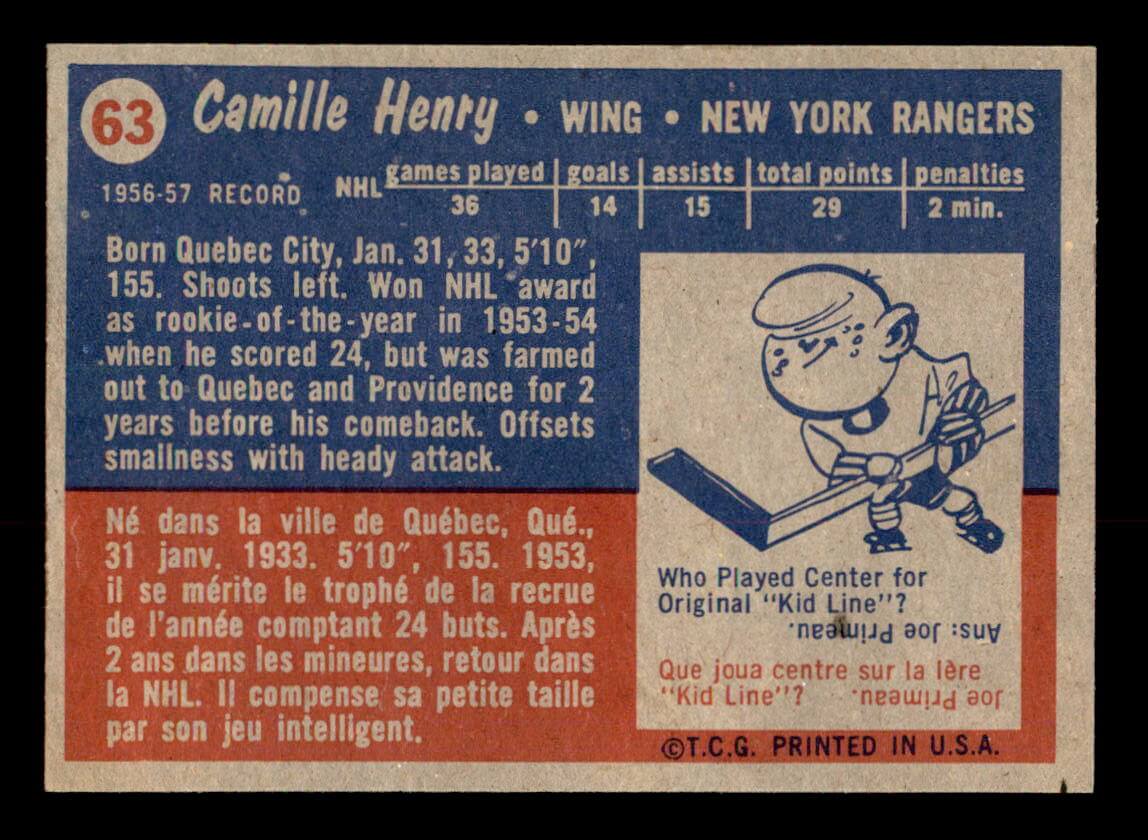 63 Camille Henry • WING • NEW YORK RANGERS
1956-57 RECORD NHL games played goals assists total points penalties
36 14 15 29 2 min.
Born Quebec City, Jan. 31, 33, 5'10",
155. Shoots left. Won NHL award
as rookie-of-the-year in 1953-54
when he scored 24, but was farmed
out to Quebec and Providence for 2
years before his comeback. Offsets
smallness with heady attack.
Né dans la ville de Québec, Qué.,
31 janv. 1933. 5'10", 155. 1953,
il se mérite le trophé de la recrue
de l'année comptant 24 buts. Après
2 ans dans les mineures, retour dans
la NHL. Il compense sa petite taille
par son jeu intelligent.
Who Played Center for
Original "Kid Line"?
Ans: Joe Primeau.
Que joua centre sur la lère
"Kid Line"? Joe Primeau.
©T.C.G. PRINTED IN U.S.A.